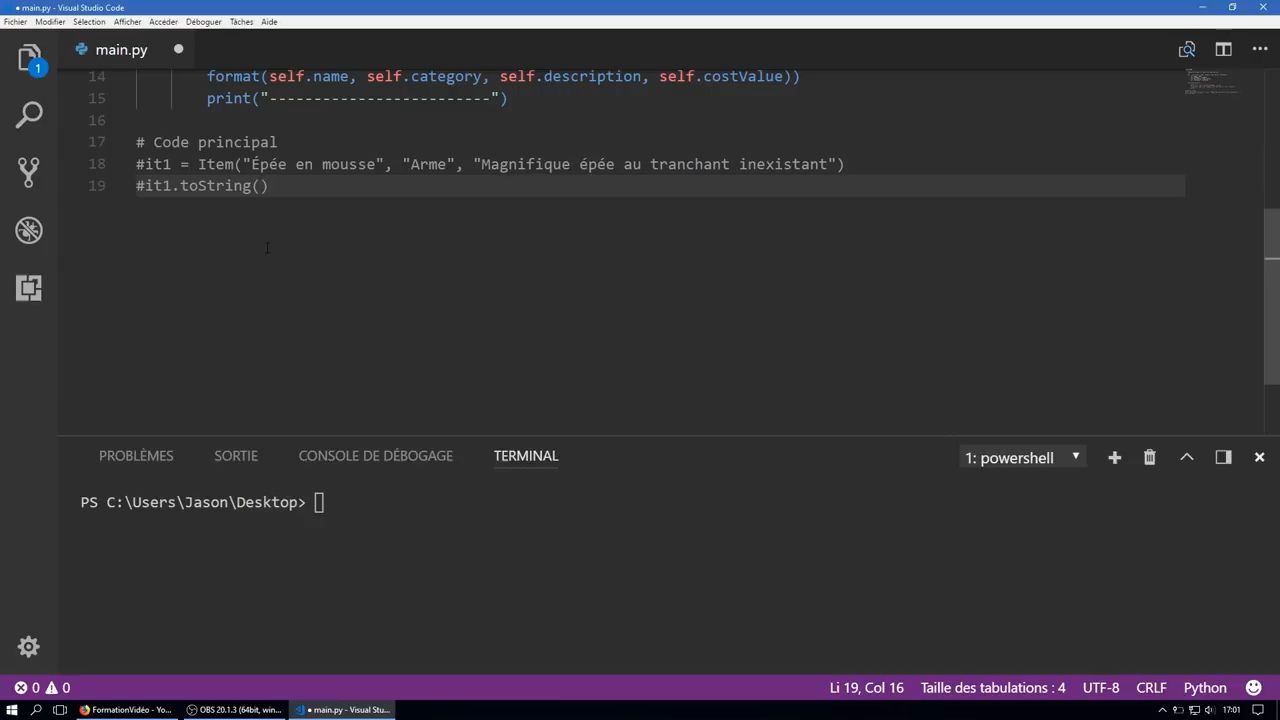 ● main.py - Visual Studio Code
Fichier Modifier Sélection Afficher Accéder Déboguer Tâches Aide
main.py ●
1
14 format(self.name, self.category, self.description, self.costValue))
15 print("-------------------------")
16
17 # Code principal
18 #it1 = Item("Épée en mousse", "Arme", "Magnifique épée au tranchant inexistant")
19 #it1.toString()
PROBLÈMES SORTIE CONSOLE DE DÉBOGAGE TERMINAL 1: powershell
PS C:\Users\Jason\Desktop>
0 0 Li 19, Col 16 Taille des tabulations : 4 UTF-8 CRLF Python
FormationVidéo - Yo... OBS 20.1.3 (64bit, win... ● main.py - Visual Stu... 17:01